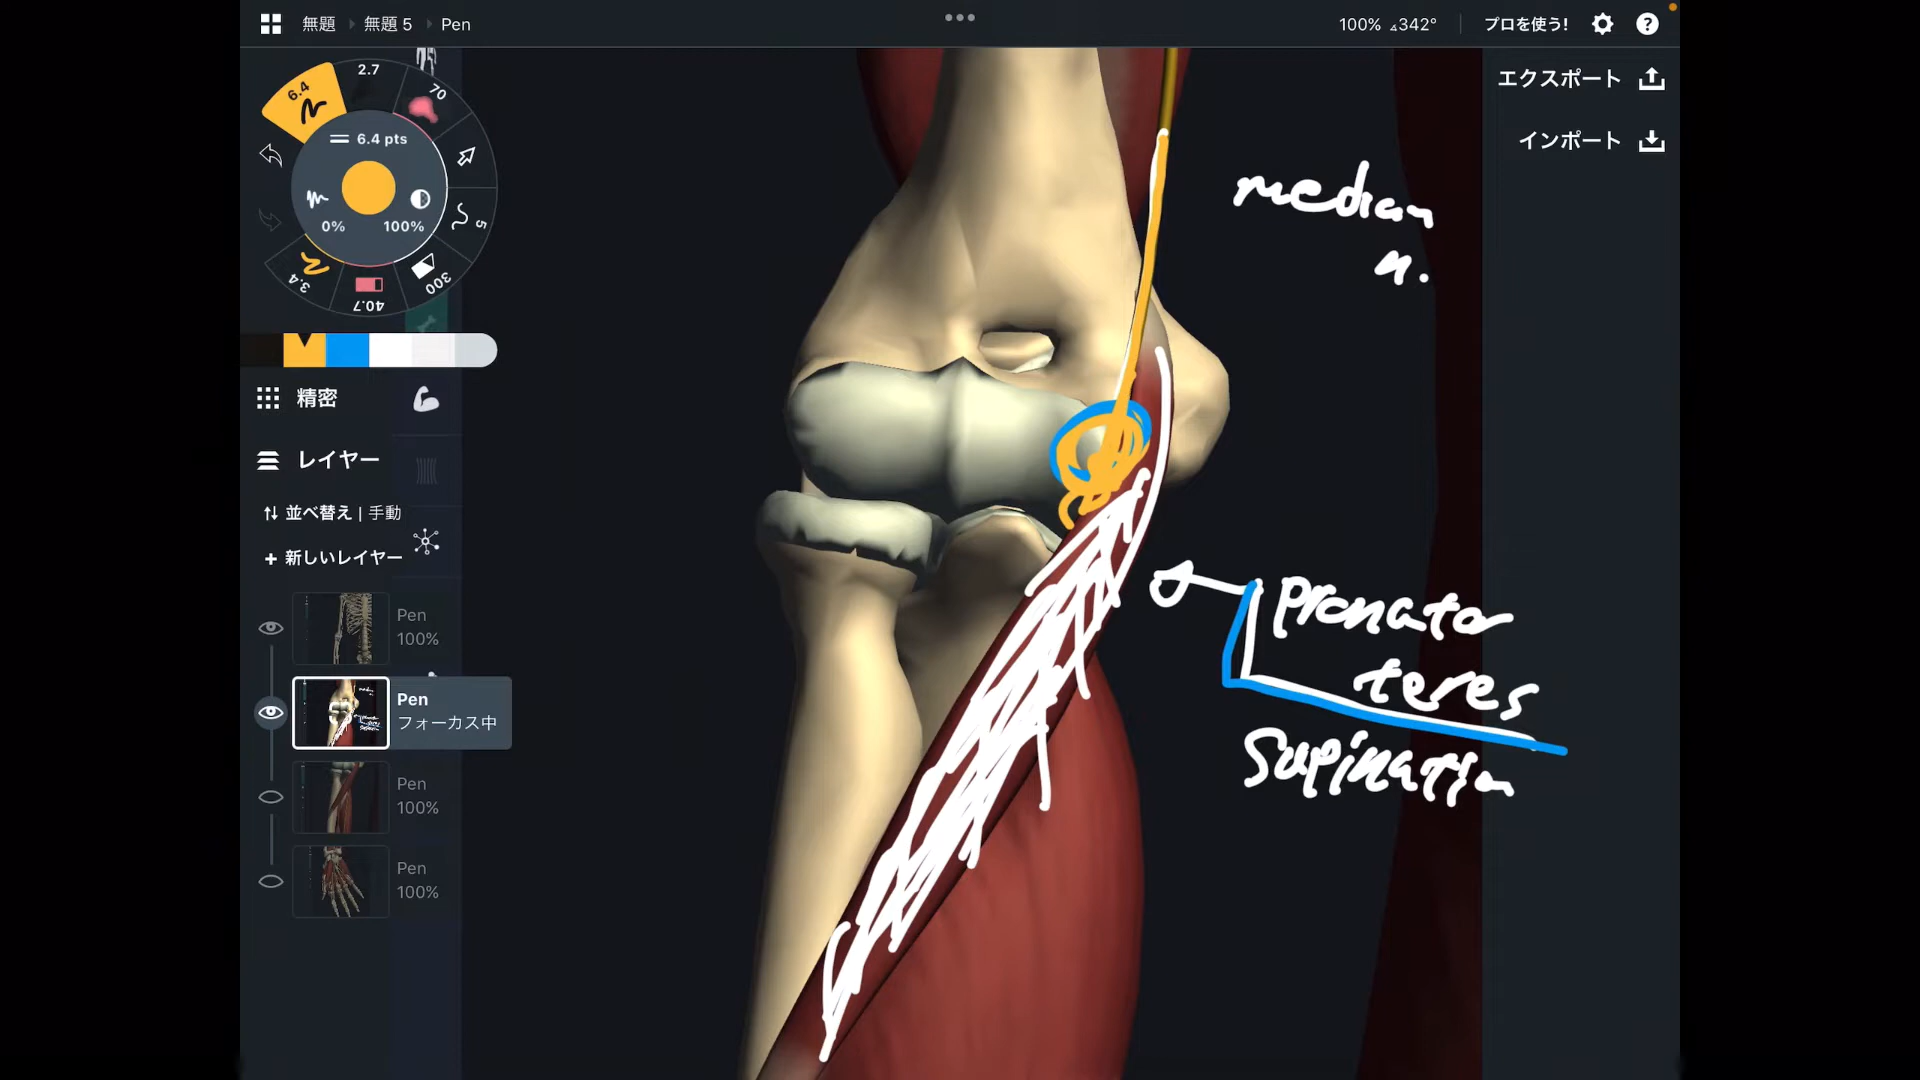 無題 無題 5 Pen
100% 342°
プロを使う!
エクスポート
インポート
2.7
6.4
70
6.4 pts
0% 100%
5
3.4
40.7
300
精密
レイヤー
並べ替え | 手動
+ 新しいレイヤー
Pen
100%
Pen
フォーカス中
Pen
100%
Pen
100%
median
n.
pronator
teres
supination